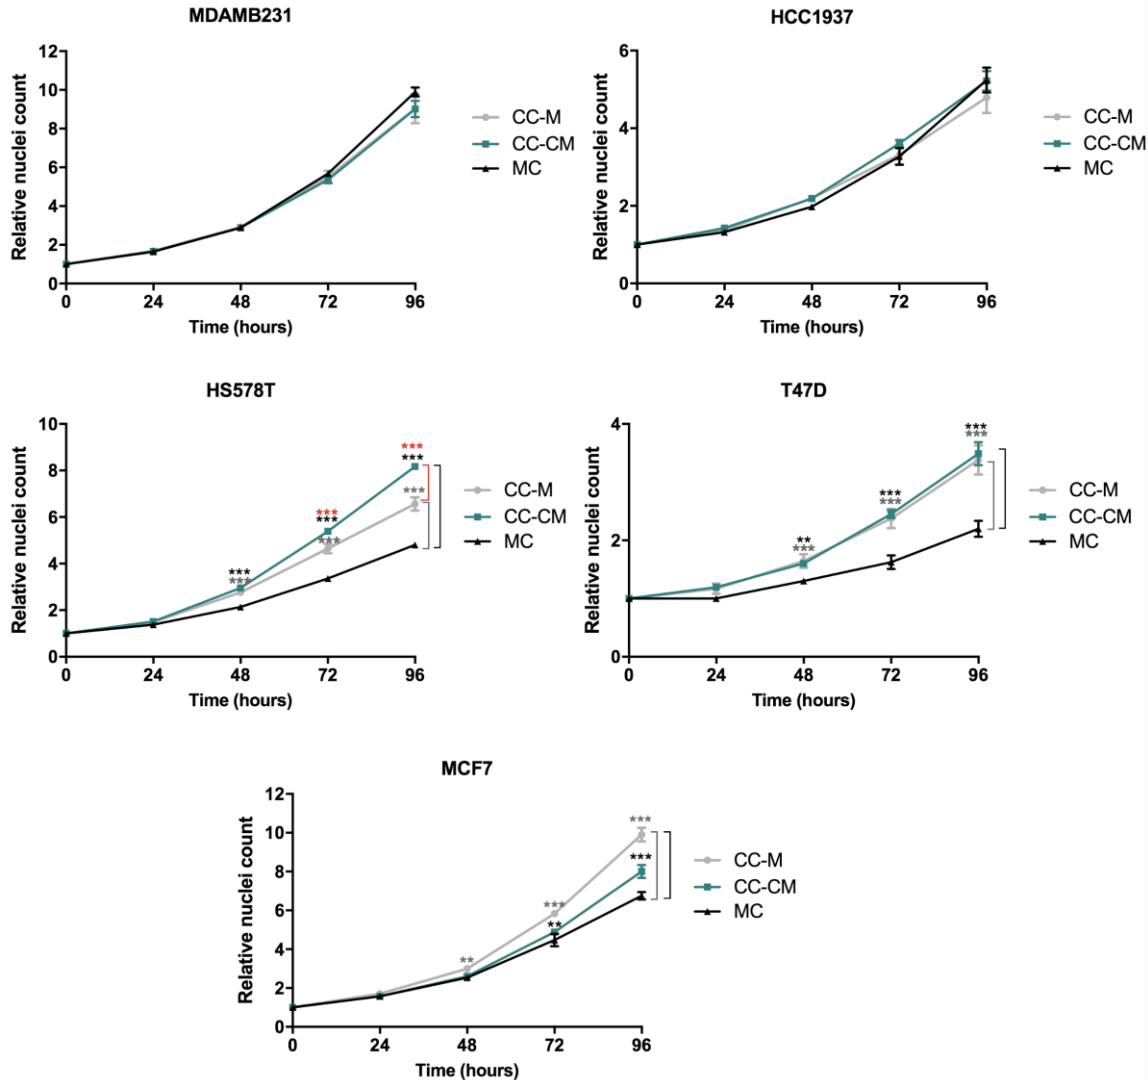 MDAMB231
Relative nuclei count
12
10
8
6
4
2
0
0 24 48 72 96
Time (hours)
CC-M
CC-CM
MC
HCC1937
Relative nuclei count
6
4
2
0
0 24 48 72 96
Time (hours)
CC-M
CC-CM
MC
HS578T
Relative nuclei count
10
8
6
4
2
0
***
***
***
***
***
***
***
***
0 24 48 72 96
Time (hours)
CC-M
CC-CM
MC
T47D
Relative nuclei count
4
2
0
**
***
***
***
***
***
0 24 48 72 96
Time (hours)
CC-M
CC-CM
MC
MCF7
Relative nuclei count
12
10
8
6
4
2
0
**
***
**
***
***
0 24 48 72 96
Time (hours)
CC-M
CC-CM
MC